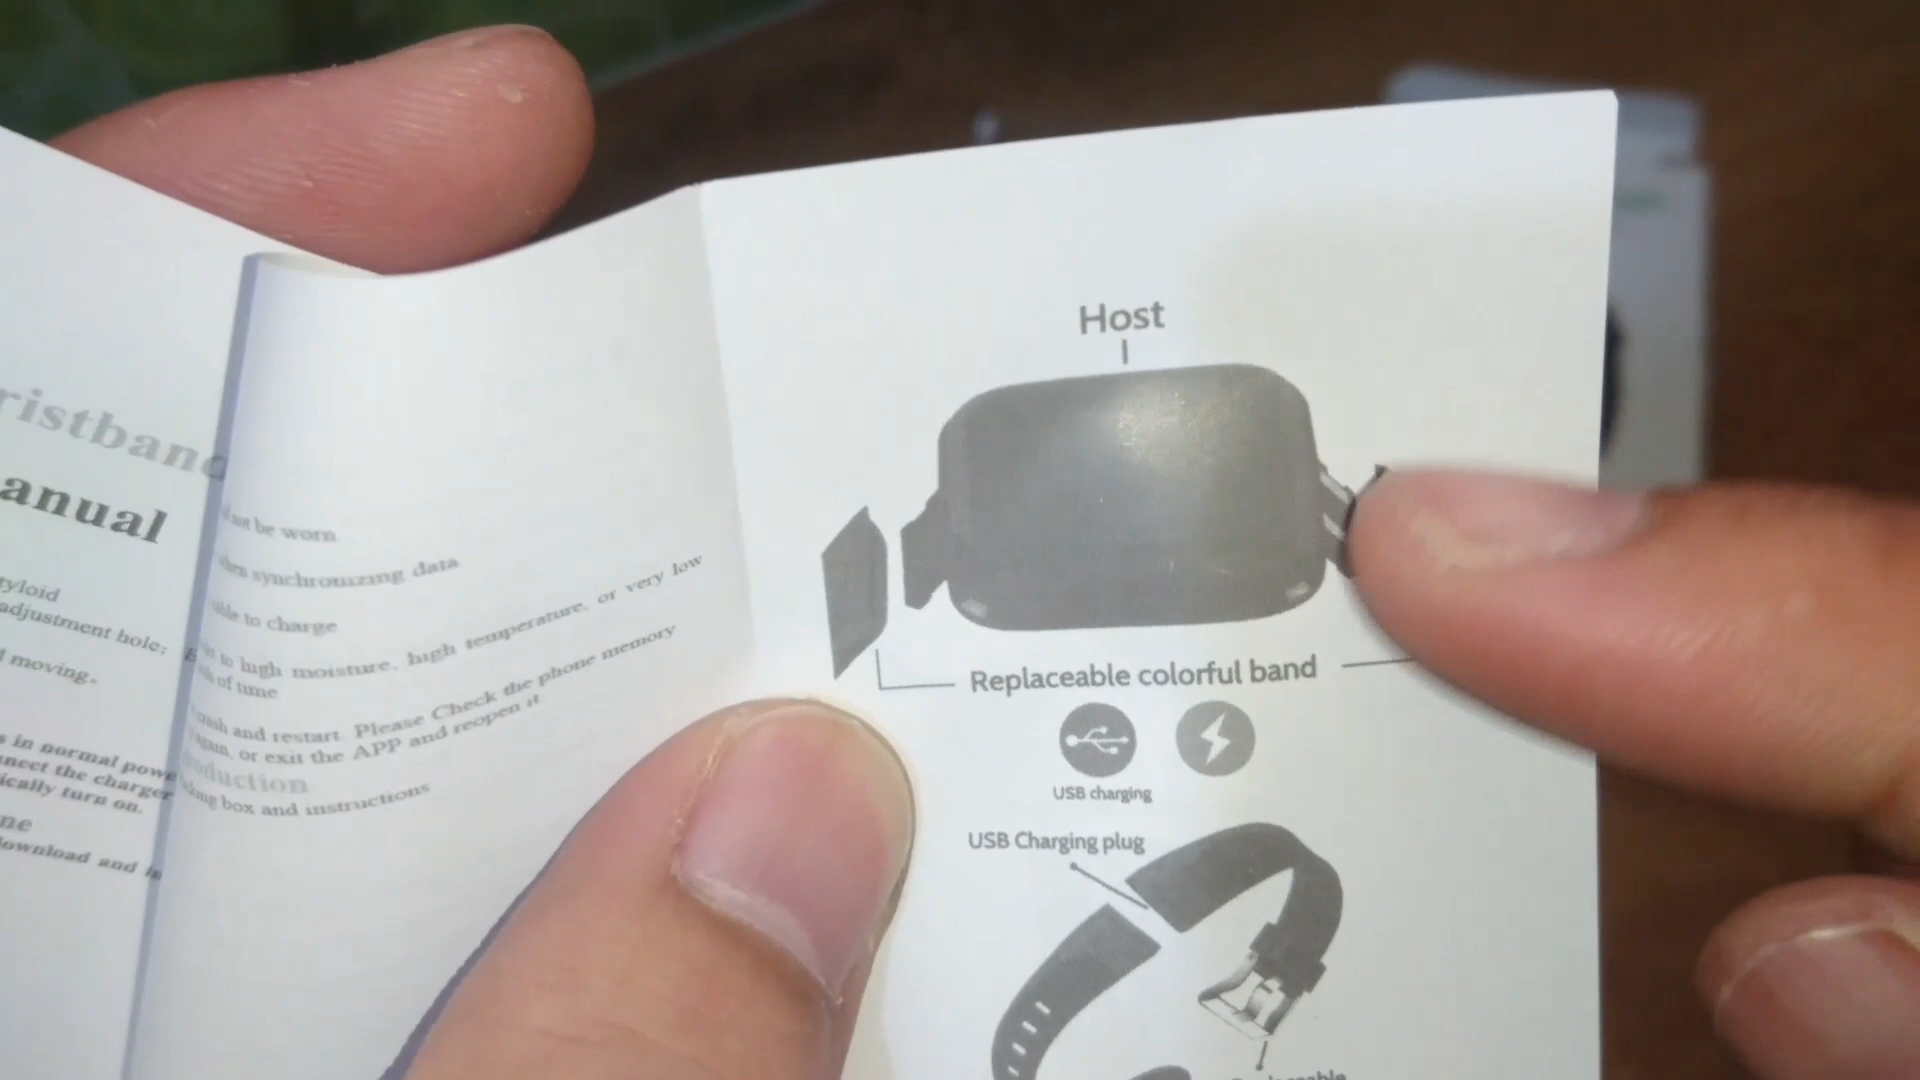 ristband
anual
tyloid
adjustment hole:
moving。
s in normal powe
nnect the charger
ically turn on.
ne
ownload and in
not be worn.
when synchronizing data
able to charge
to high moisture, high temperature, or very low
of time
and restart. Please Check the phone memory
again, or exit the APP and reopen it
oduction
king box and instructions
Host
Replaceable colorful band
USB charging
USB Charging plug